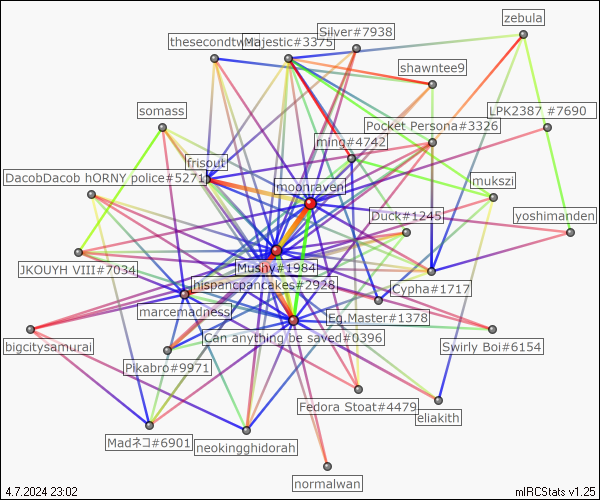 zebula
Silver#7938
thesecondtw
Majestic#3375
shawntee9
somass
LPK2387 #7690
Pocket Persona#3326
ming#4742
frisout
DacobDacob hORNY police#5271
moonraven
mukszi
Duck#1245
yoshimanden
Mushy#1984
JKOUYH VIII#7034
hispancpancakes#2928
Cypha#1717
marcemadness
Eg.Master#1378
Can anything be saved#0396
bigcitysamurai
Swirly Boi#6154
Pikabro#9971
Fedora Stoat#4479
eliakith
Madネコ#6901
neokingghidorah
normalwan
4.7.2024 23:02
mIRCStats v1.25